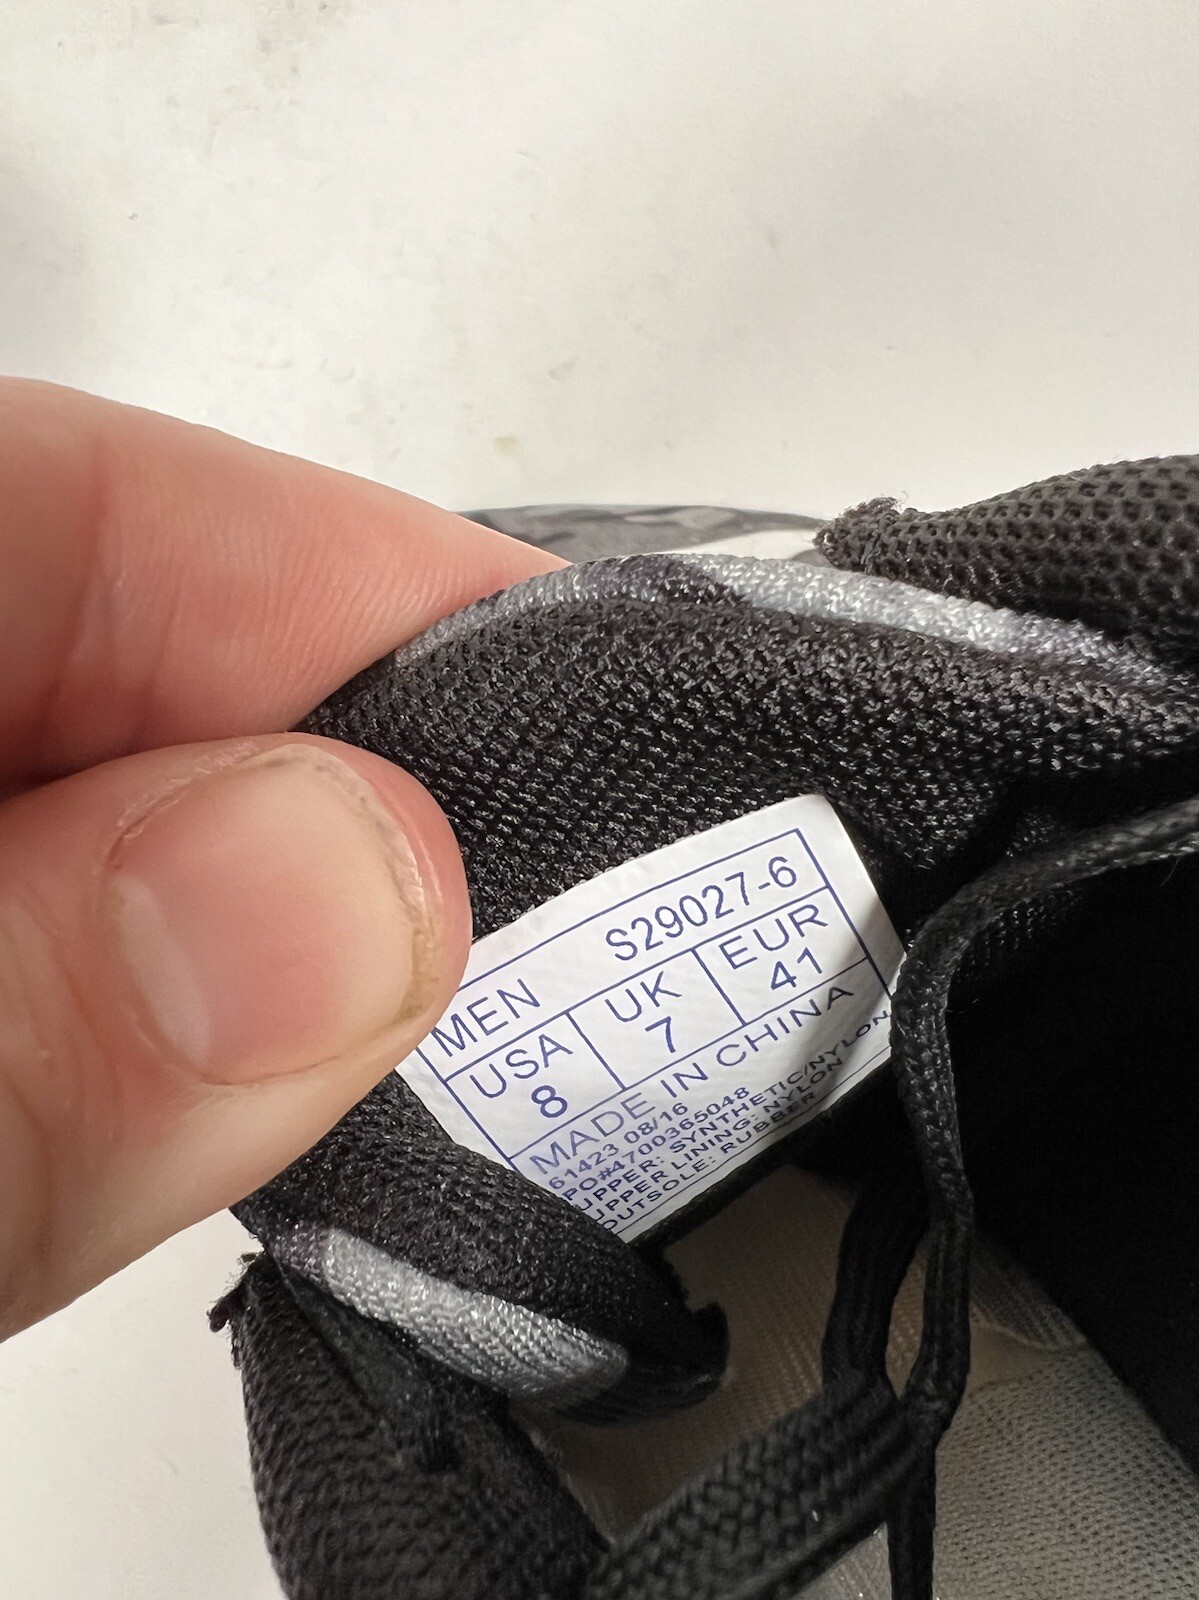 MEN S29027-6
USA UK EUR
8 7 41
MADE IN CHINA
61423 08/16
PO#4700365048
UPPER: SYNTHETIC/NYLON
UPPER LINING: NYLON
OUTSOLE: RUBBER